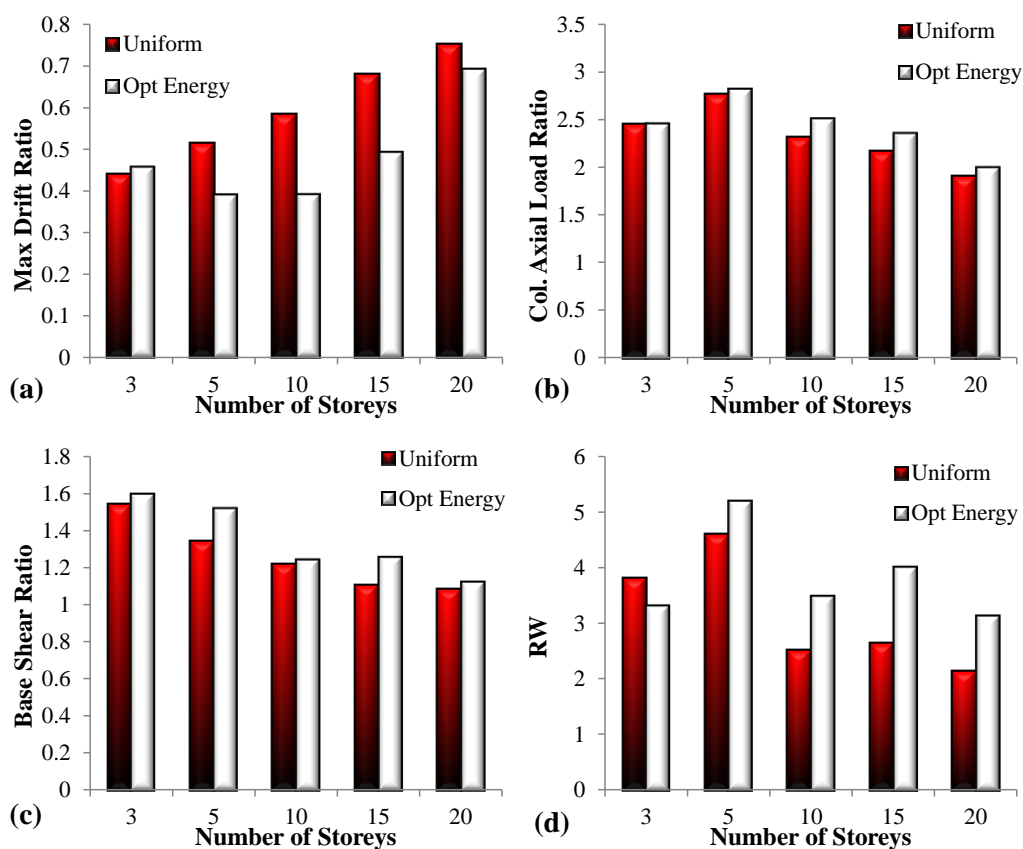 0.8
0.7
0.6
0.5
0.4
0.3
0.2
0.1
0
Max Drift Ratio
Uniform
Opt Energy
3 5 10 15 20
Number of Storeys
(a)
3.5
3
2.5
2
1.5
1
0.5
0
Col. Axial Load Ratio
Uniform
Opt Energy
3 5 10 15 20
Number of Storeys
(b)
1.8
1.6
1.4
1.2
1
0.8
0.6
0.4
0.2
0
Base Shear Ratio
Uniform
Opt Energy
3 5 10 15 20
Number of Storeys
(c)
6
5
4
3
2
1
0
RW
Uniform
Opt Energy
3 5 10 15 20
Number of Storeys
(d)